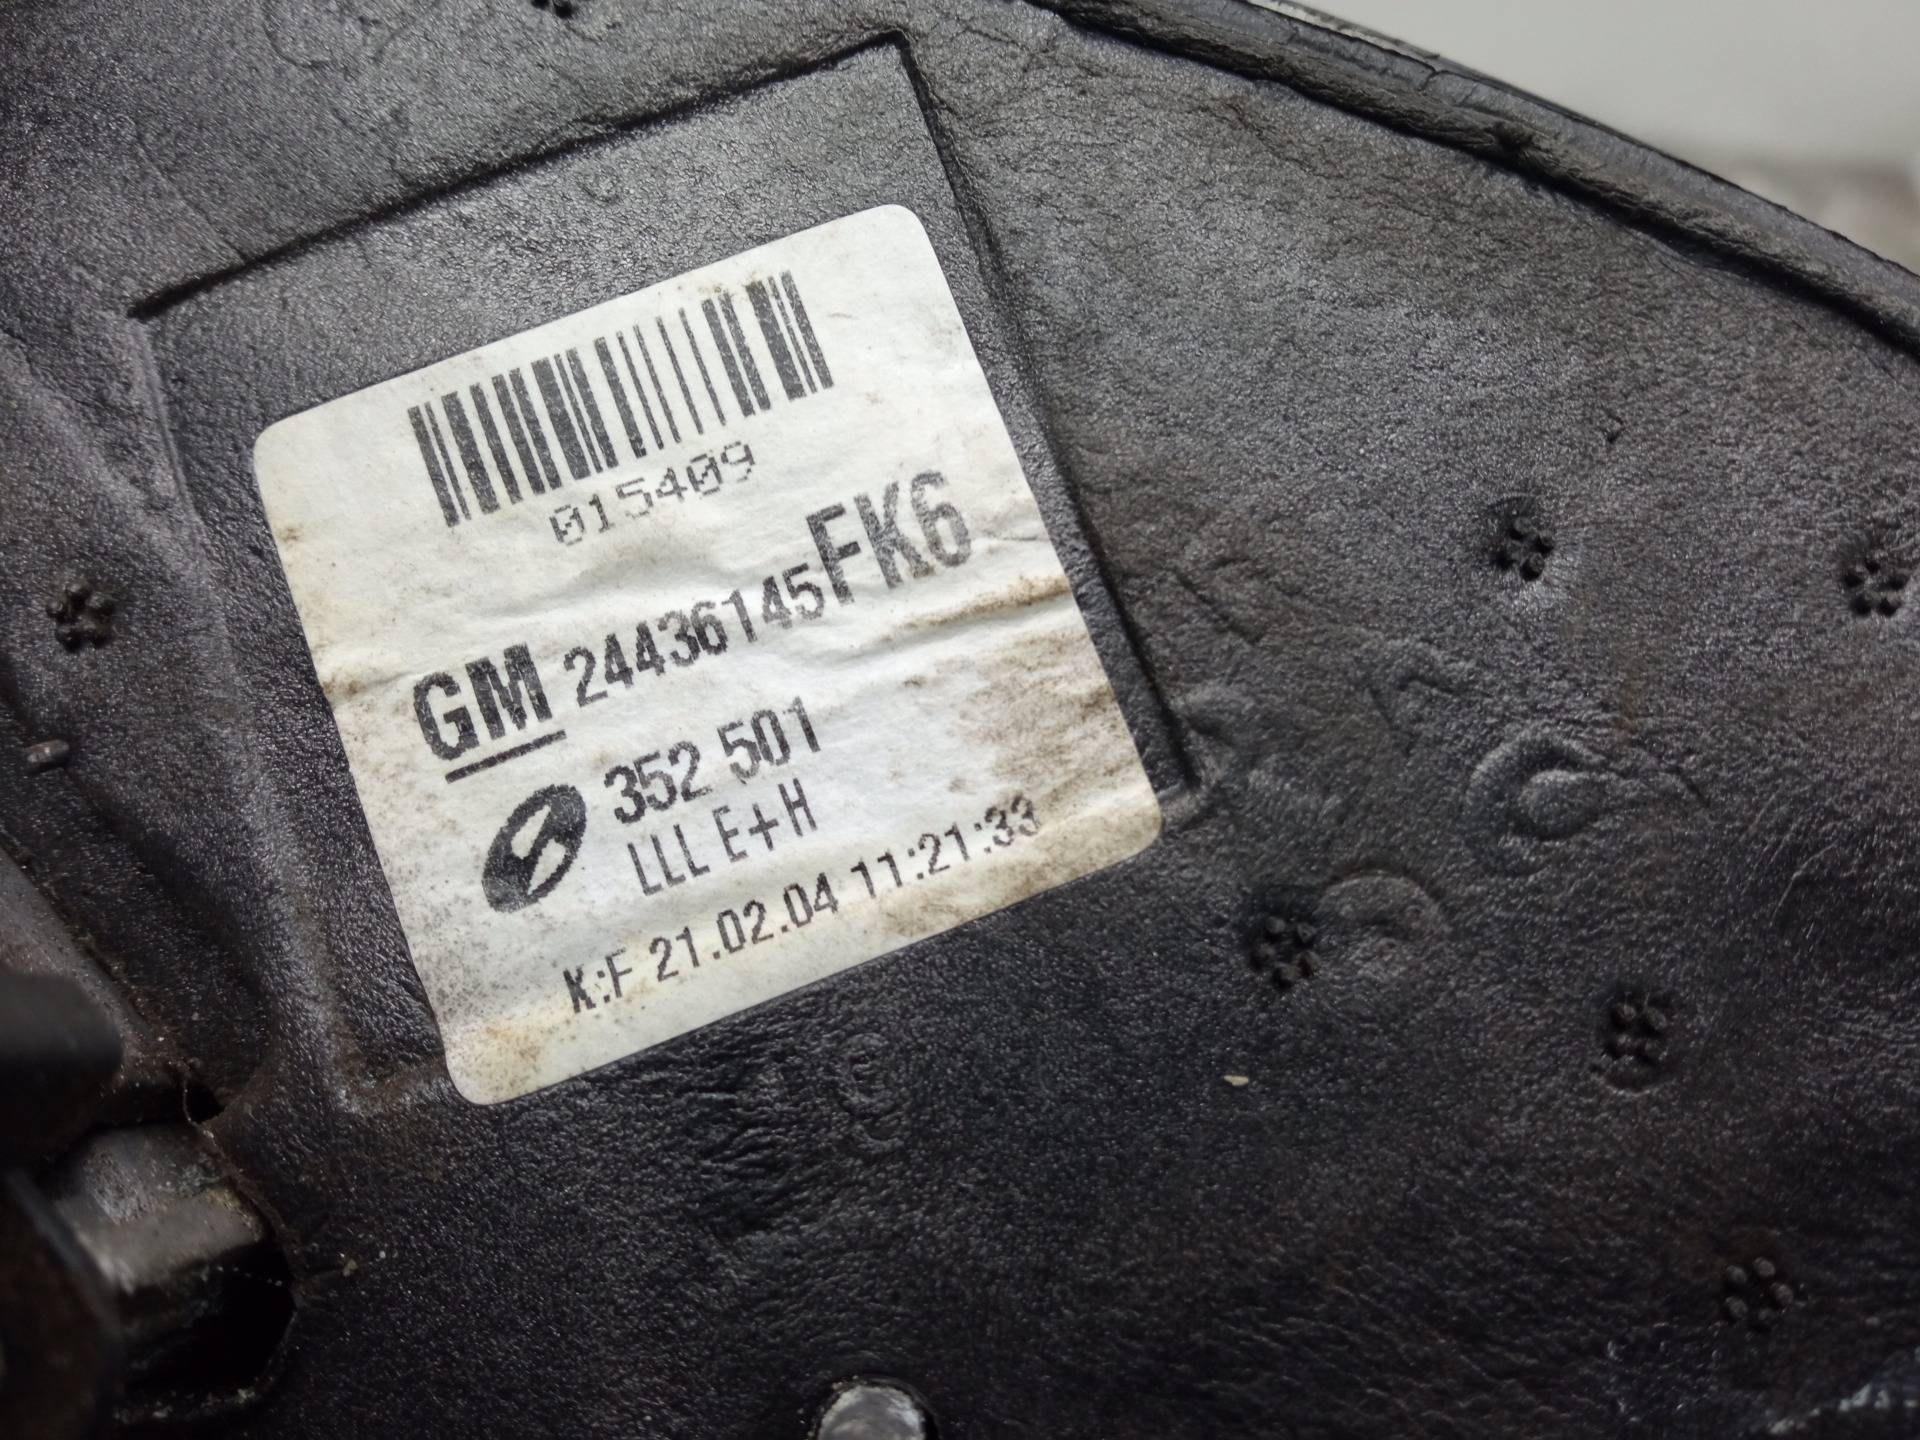 015409
GM 24436145FK6
352 501
LLL E+H
K:F 21.02.04 11:21:33